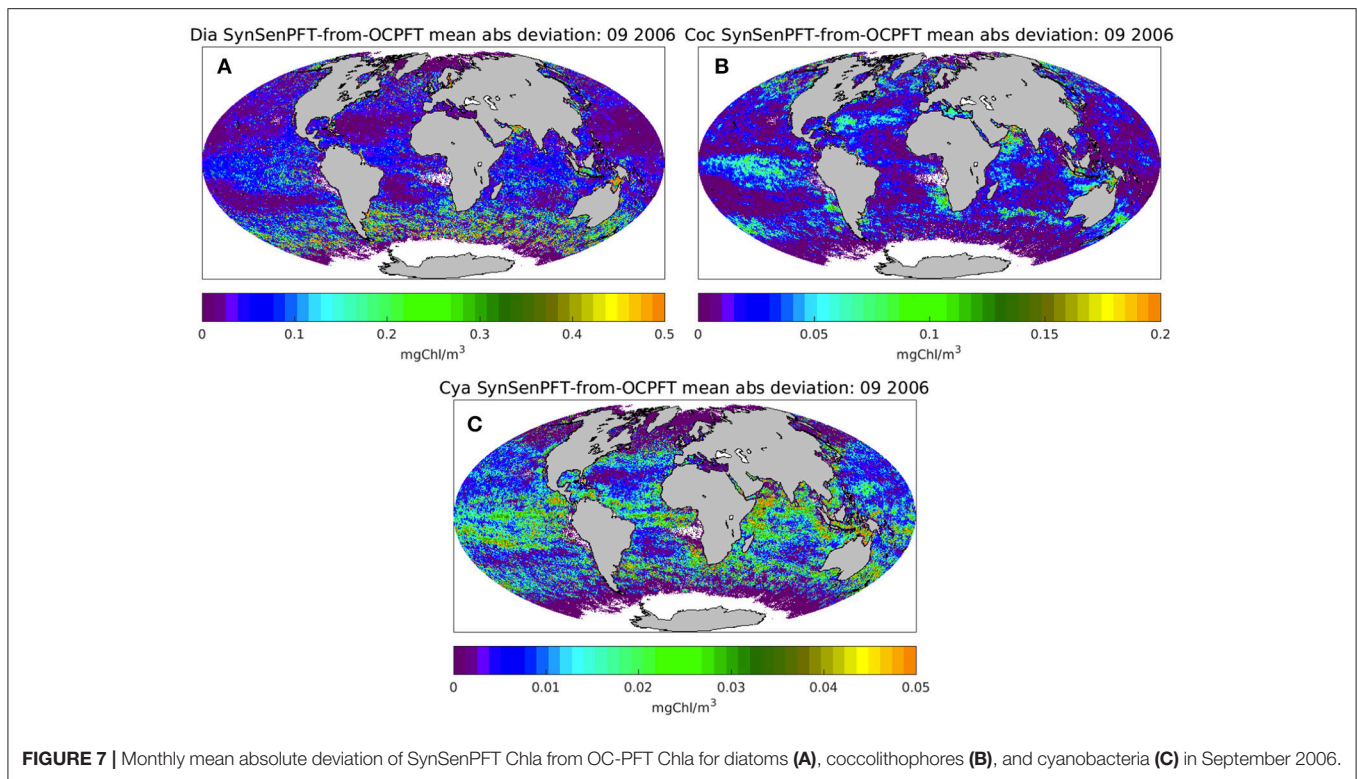 Dia SynSenPFT-from-OCPFT mean abs deviation: 09 2006
A
0 0.1 0.2 0.3 0.4 0.5
mgChl/m³
Coc SynSenPFT-from-OCPFT mean abs deviation: 09 2006
B
0 0.05 0.1 0.15 0.2
mgChl/m³
Cya SynSenPFT-from-OCPFT mean abs deviation: 09 2006
C
0 0.01 0.02 0.03 0.04 0.05
mgChl/m³
FIGURE 7 | Monthly mean absolute deviation of SynSenPFT Chla from OC-PFT Chla for diatoms (A), coccolithophores (B), and cyanobacteria (C) in September 2006.